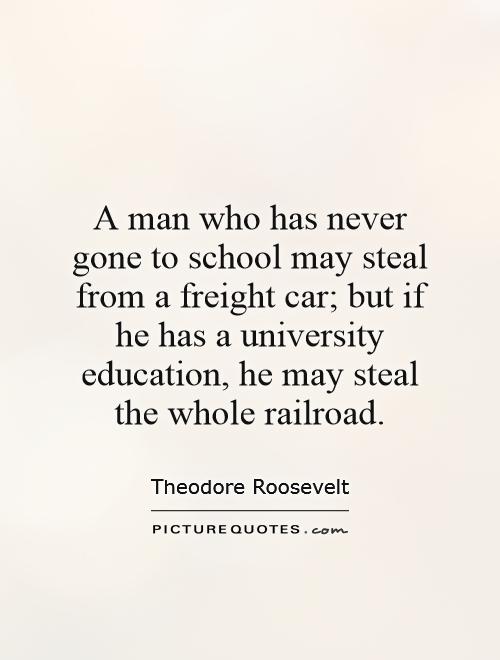 A man who has never
gone to school may steal
from a freight car; but if
he has a university
education, he may steal
the whole railroad.
Theodore Roosevelt
PICTUREQUOTES.com